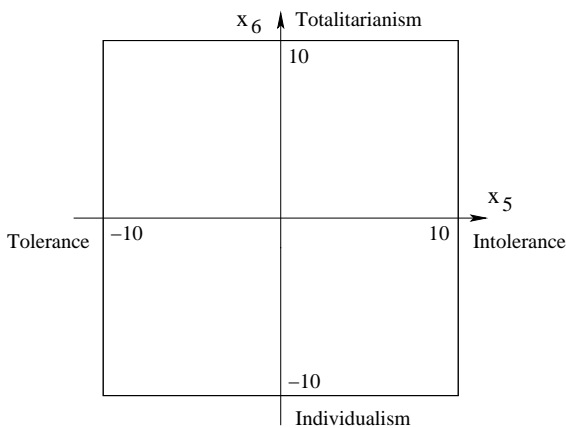 x6 Totalitarianism
10
x5
Tolerance –10 10 Intolerance
–10
Individualism